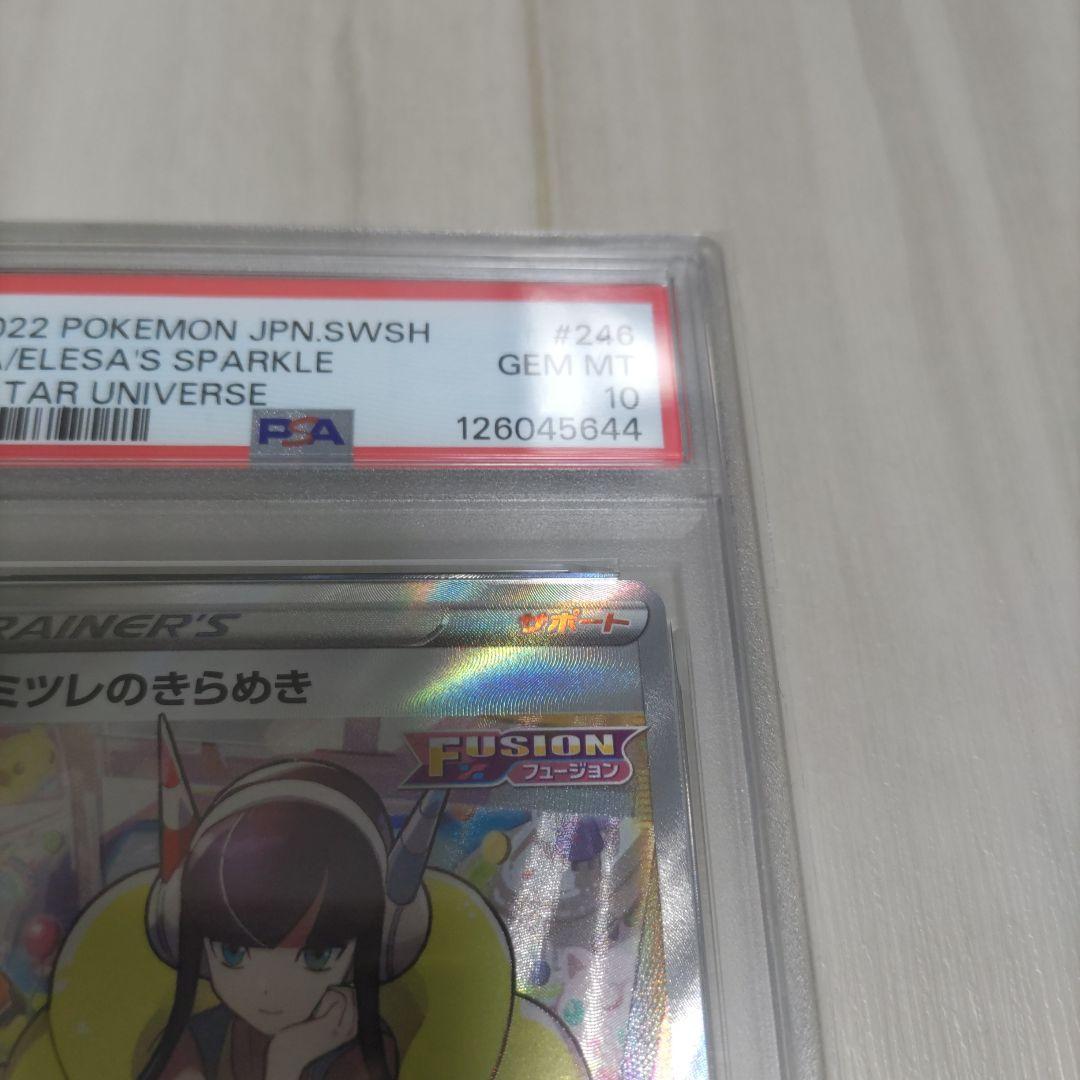 022 POKEMON JPN.SWSH #246
A/ELESA'S SPARKLE GEM MT
TAR UNIVERSE 10
PSA 126045644
RAINER'S サポート
ミツレのきらめき
FUSION
フュージョン